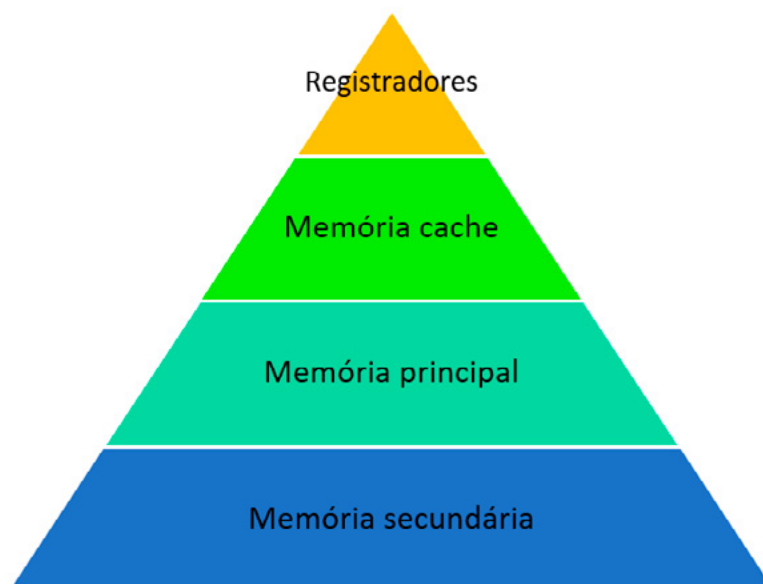 Registradores
Memória cache
Memória principal
Memória secundária